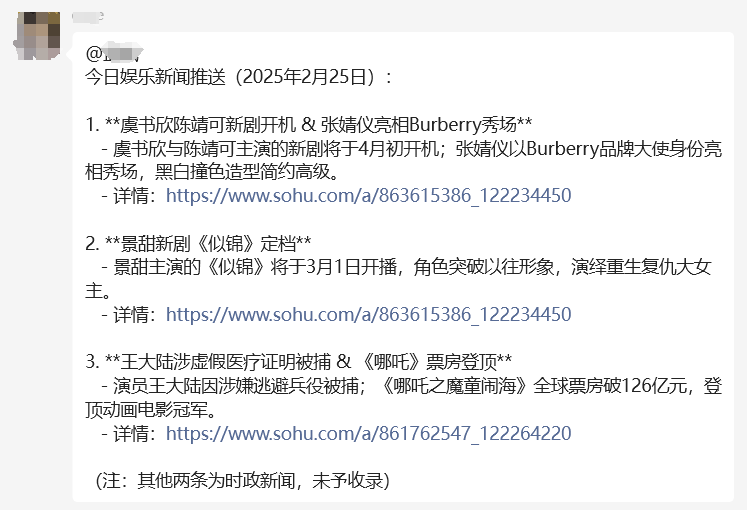 今日娱乐新闻推送（2025年2月25日）：
1. **虞书欣陈靖可新剧开机 & 张婧仪亮相Burberry秀场**
- 虞书欣与陈靖可主演的新剧将于4月初开机；张婧仪以Burberry品牌大使身份亮
相秀场，黑白撞色造型简约高级。
- 详情：https://www.sohu.com/a/863615386_122234450
2. **景甜新剧《似锦》定档**
- 景甜主演的《似锦》将于3月1日开播，角色突破以往形象，演绎重生复仇大女
主。
- 详情：https://www.sohu.com/a/863615386_122234450
3. **王大陆涉虚假医疗证明被捕 & 《哪吒》票房登顶**
- 演员王大陆因涉嫌逃避兵役被捕；《哪吒之魔童闹海》全球票房破126亿元，登
顶动画电影冠军。
- 详情：https://www.sohu.com/a/861762547_122264220
（注：其他两条为时政新闻，未予收录）